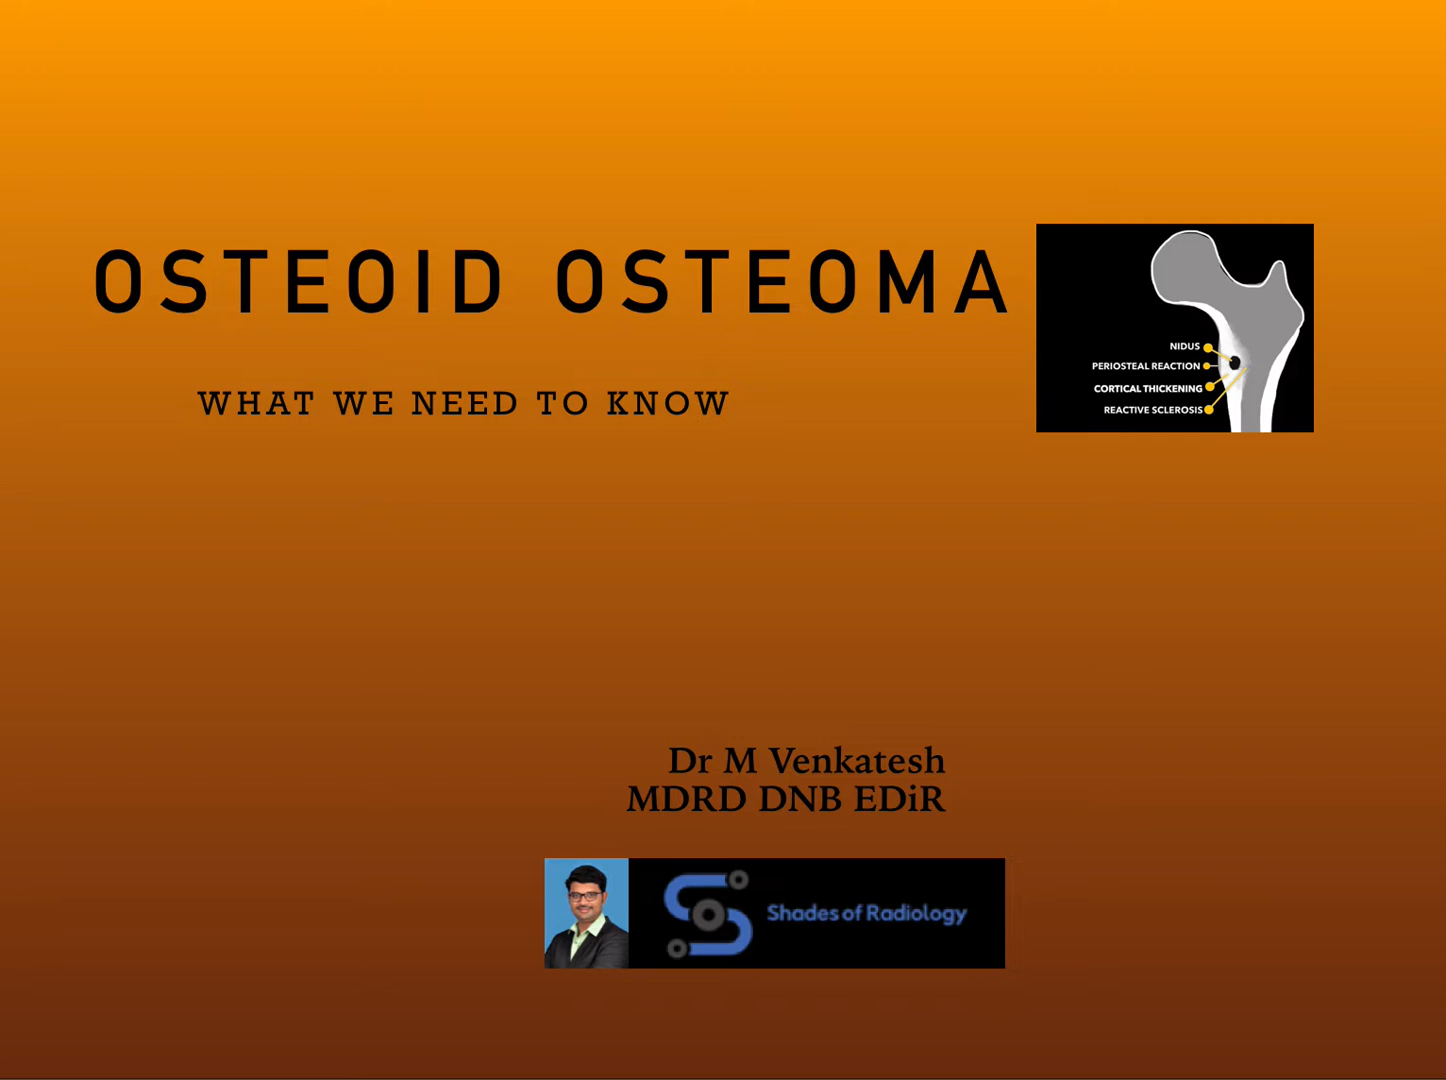 OSTEOID OSTEOMA
WHAT WE NEED TO KNOW
NIDUS
PERIOSTEAL REACTION
CORTICAL THICKENING
REACTIVE SCLEROSIS
Dr M Venkatesh
MDRD DNB EDiR
Shades of Radiology